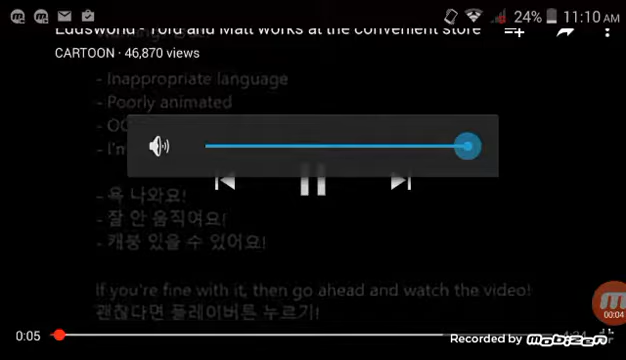 24% 11:10 AM
Eddsworld - Tord and Matt works at the convenient store
CARTOON · 46,870 views
- Inappropriate language
- Poorly animated
- I'm
- 욕 나와요!
- 잘 안 움직여요!
- 캐붕 있을 수 있어요!
If you're fine with it, then go ahead and watch the video!
괜찮다면 플레이버튼 누르기!
00:04
0:05
Recorded by mobizen